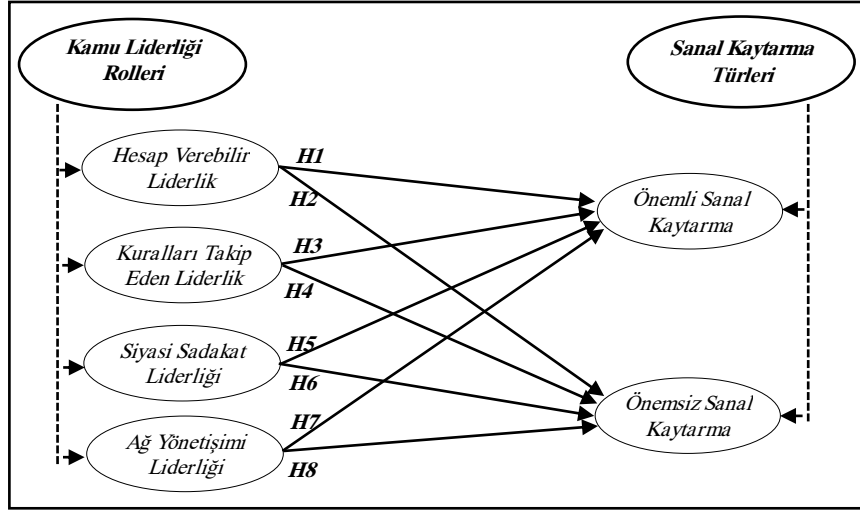 Kamu Liderliği
Rolleri
Sanal Kaytarma
Türleri
Hesap Verebilir
Liderlik
H1
H2
Önemli Sanal
Kaytarma
Kuralları Takip
Eden Liderlik
H3
H4
Siyasi Sadakat
Liderliği
H5
H6
Önemsiz Sanal
Kaytarma
Ağ Yönetişimi
Liderliği
H7
H8